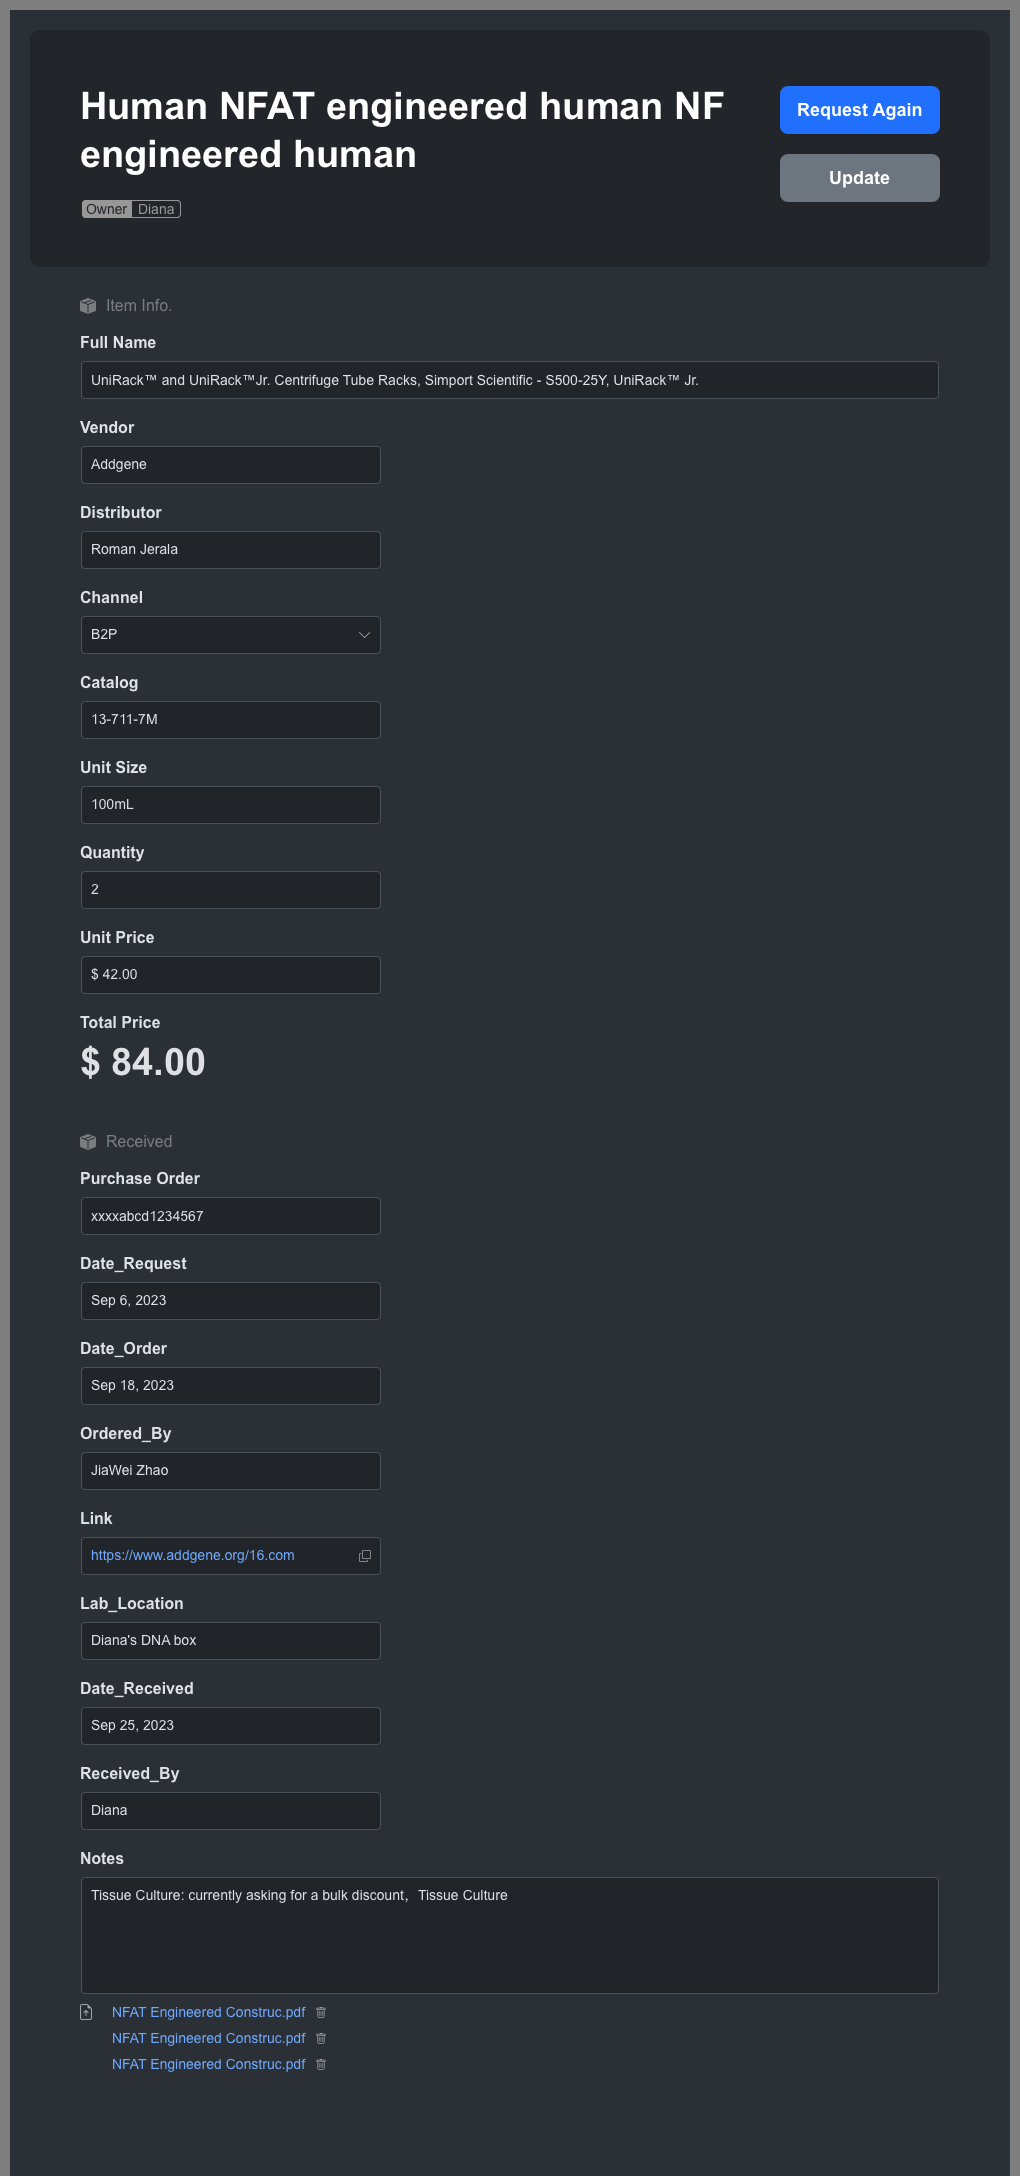 Human NFAT engineered human NF
engineered human
Request Again
Update
Owner Diana
Item Info.
Full Name
UniRack™ and UniRack™Jr. Centrifuge Tube Racks, Simport Scientific - S500-25Y, UniRack™ Jr.
Vendor
Addgene
Distributor
Roman Jerala
Channel
B2P
Catalog
13-711-7M
Unit Size
100mL
Quantity
2
Unit Price
$ 42.00
Total Price
$ 84.00
Received
Purchase Order
xxxxabcd1234567
Date_Request
Sep 6, 2023
Date_Order
Sep 18, 2023
Ordered_By
JiaWei Zhao
Link
https://www.addgene.org/16.com
Lab_Location
Diana's DNA box
Date_Received
Sep 25, 2023
Received_By
Diana
Notes
Tissue Culture: currently asking for a bulk discount，Tissue Culture
NFAT Engineered Construc.pdf
NFAT Engineered Construc.pdf
NFAT Engineered Construc.pdf